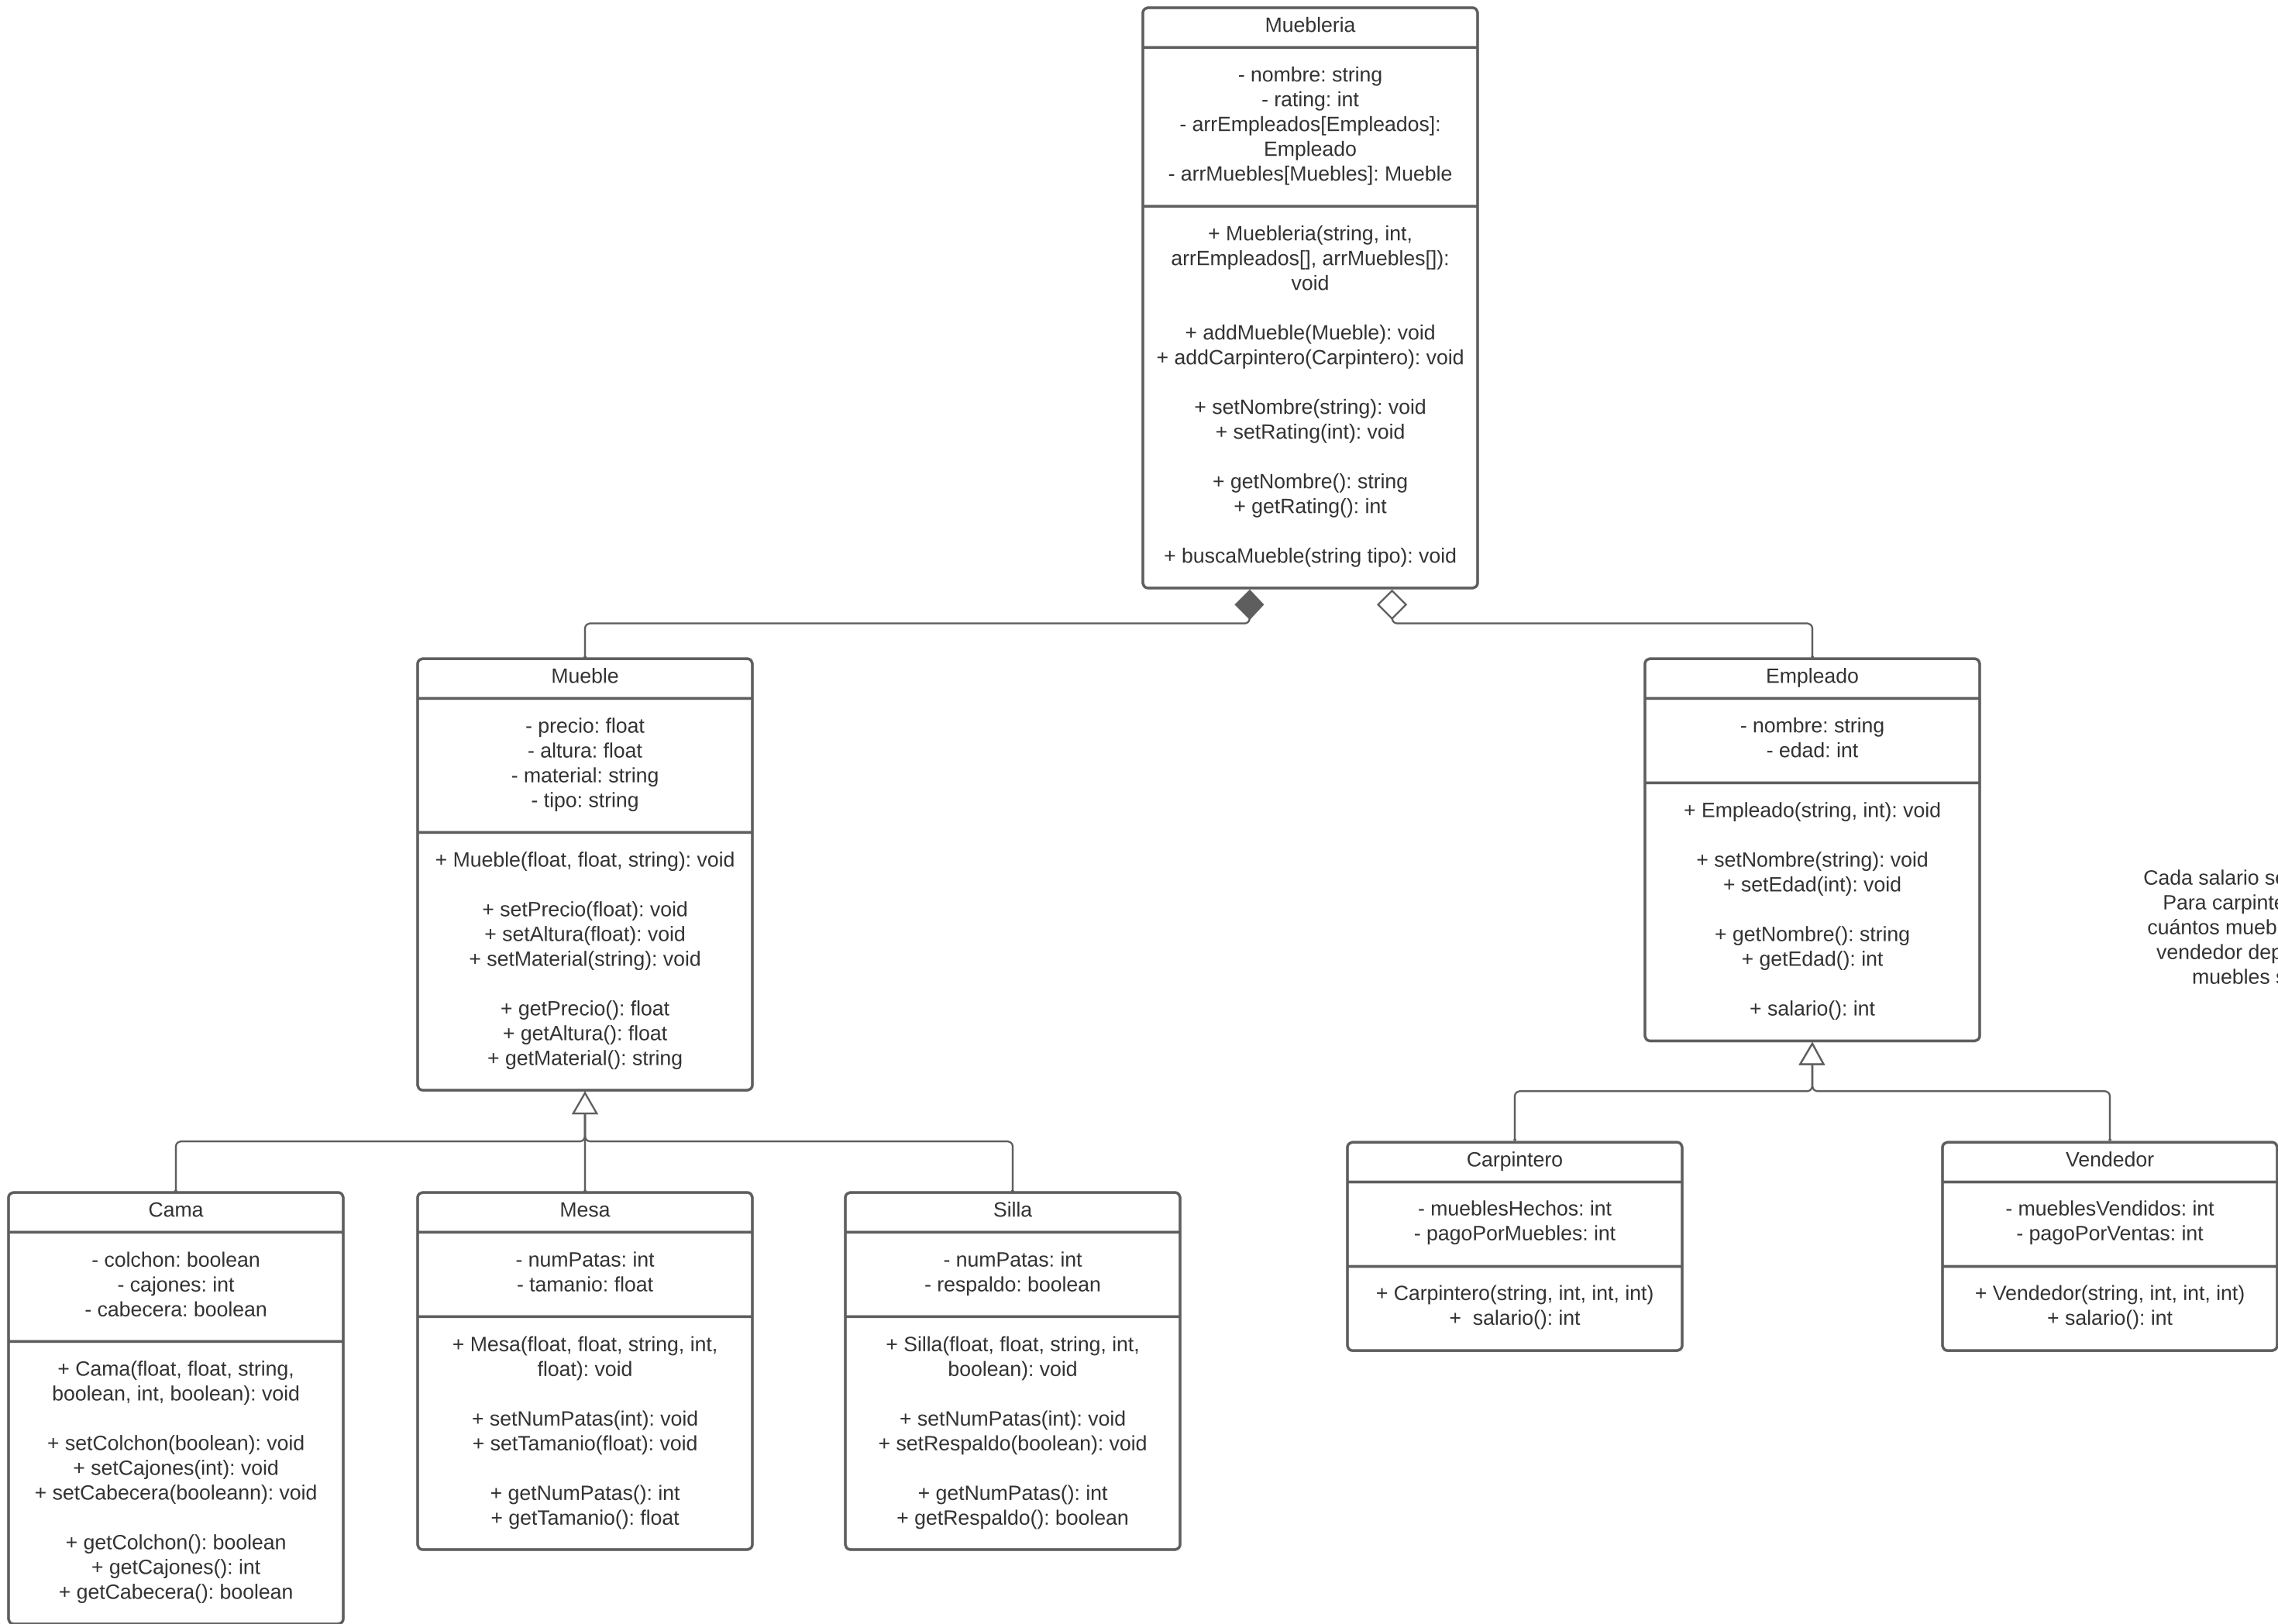 Muebleria
- nombre: string
- rating: int
- arrEmpleados[Empleados]:
Empleado
- arrMuebles[Muebles]: Mueble
+ Muebleria(string, int,
arrEmpleados[], arrMuebles[]):
void
+ addMueble(Mueble): void
+ addCarpintero(Carpintero): void
+ setNombre(string): void
+ setRating(int): void
+ getNombre(): string
+ getRating(): int
+ buscaMueble(string tipo): void
Mueble
- precio: float
- altura: float
- material: string
- tipo: string
+ Mueble(float, float, string): void
+ setPrecio(float): void
+ setAltura(float): void
+ setMaterial(string): void
+ getPrecio(): float
+ getAltura(): float
+ getMaterial(): string
Empleado
- nombre: string
- edad: int
+ Empleado(string, int): void
+ setNombre(string): void
+ setEdad(int): void
+ getNombre(): string
+ getEdad(): int
+ salario(): int
Cada salario
Para
cuántos
vendedor
muebles
Cama
- colchon: boolean
- cajones: int
- cabecera: boolean
+ Cama(float, float, string,
boolean, int, boolean): void
+ setColchon(boolean): void
+ setCajones(int): void
+ setCabecera(booleann): void
+ getColchon(): boolean
+ getCajones(): int
+ getCabecera(): boolean
Mesa
- numPatas: int
- tamanio: float
+ Mesa(float, float, string, int,
float): void
+ setNumPatas(int): void
+ setTamanio(float): void
+ getNumPatas(): int
+ getTamanio(): float
Silla
- numPatas: int
- respaldo: boolean
+ Silla(float, float, string, int,
boolean): void
+ setNumPatas(int): void
+ setRespaldo(boolean): void
+ getNumPatas(): int
+ getRespaldo(): boolean
Carpintero
- mueblesHechos: int
- pagoPorMuebles: int
+ Carpintero(string, int, int, int)
+  salario(): int
Vendedor
- mueblesVendidos: int
- pagoPorVentas: int
+ Vendedor(string, int, int, int)
+ salario(): int